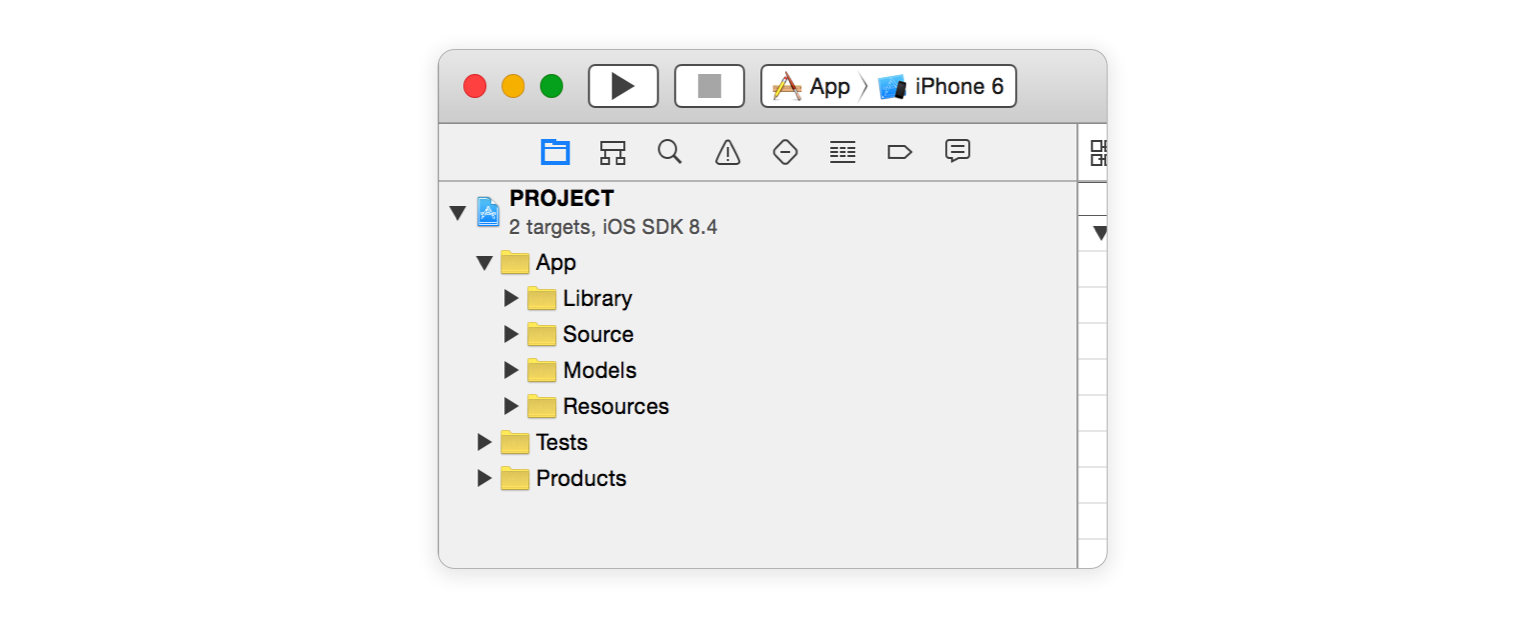 App iPhone 6
PROJECT
2 targets, iOS SDK 8.4
App
Library
Source
Models
Resources
Tests
Products